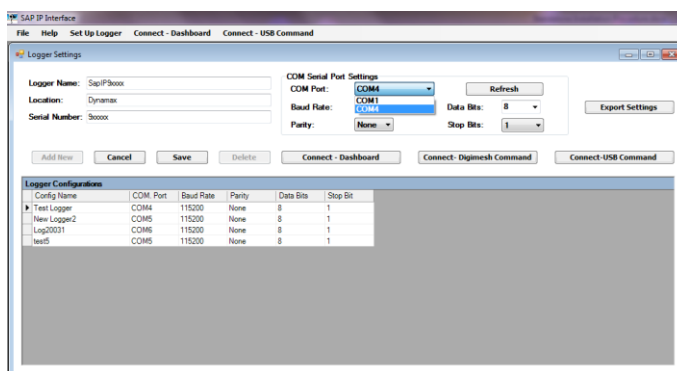 SAP IP Interface
File Help Set Up Logger Connect - Dashboard Connect - USB Command
Logger Settings
Logger Name: SapIP9xxxx
Location: Dynamax
Serial Number: 9xxxxx
COM Serial Port Settings
COM Port: COM4 Refresh
COM1
COM4
Baud Rate: Data Bits: 8
Parity: None Stop Bits: 1
Export Settings
Add New Cancel Save Delete Connect - Dashboard Connect- Digimesh Command Connect-USB Command
Logger Configurations
Config Name COM. Port Baud Rate Parity Data Bits Stop Bit
Test Logger COM4 115200 None 8 1
New Logger2 COM5 115200 None 8 1
Log20031 COM6 115200 None 8 1
test5 COM5 115200 None 8 1